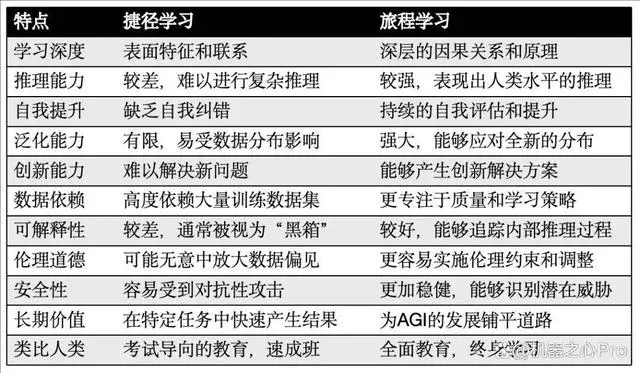 特点 捷径学习 旅程学习
学习深度 表面特征和联系 深层的因果关系和原理
推理能力 较差，难以进行复杂推理 较强，表现出人类水平的推理
自我提升 缺乏自我纠错 持续的自我评估和提升
泛化能力 有限，易受数据分布影响 强大，能够应对全新的分布
创新能力 难以解决新问题 能够产生创新解决方案
数据依赖 高度依赖大量训练数据集 更专注于质量和学习策略
可解释性 较差，通常被视为“黑箱” 较好，能够追踪内部推理过程
伦理道德 可能无意中放大数据偏见 更容易实施伦理约束和调整
安全性 容易受到对抗性攻击 更加稳健，能够识别潜在威胁
长期价值 在特定任务中快速产生结果 为AGI的发展铺平道路
类比人类 考试导向的教育，速成班 全面教育，终身学习
@机器之心Pro